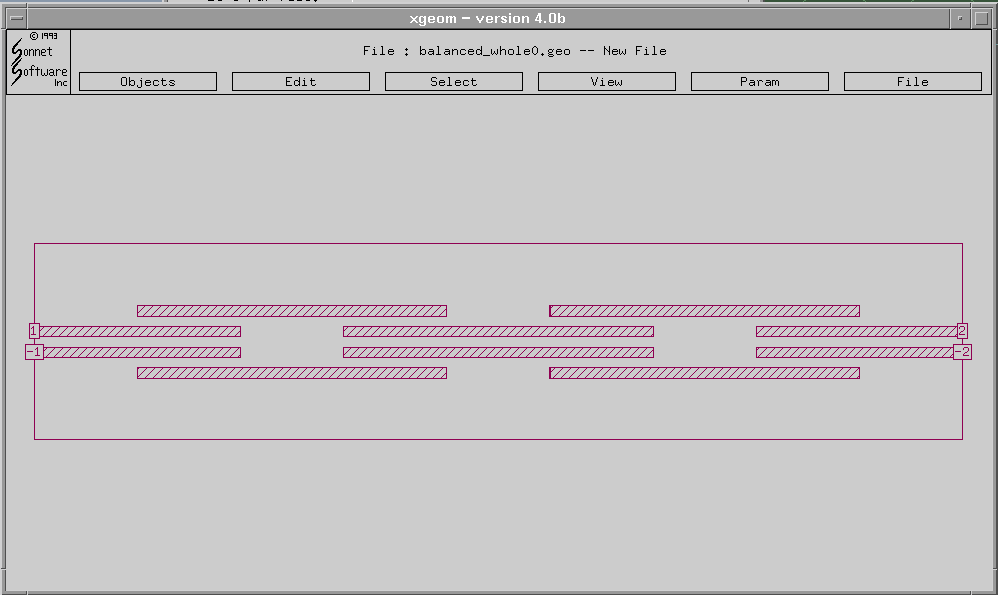 xgeom - version 4.0b
© 1993
Sonnet
Software
Inc
File : balanced_whole0.geo -- New File
Objects Edit Select View Param File
1 2
-1 -2